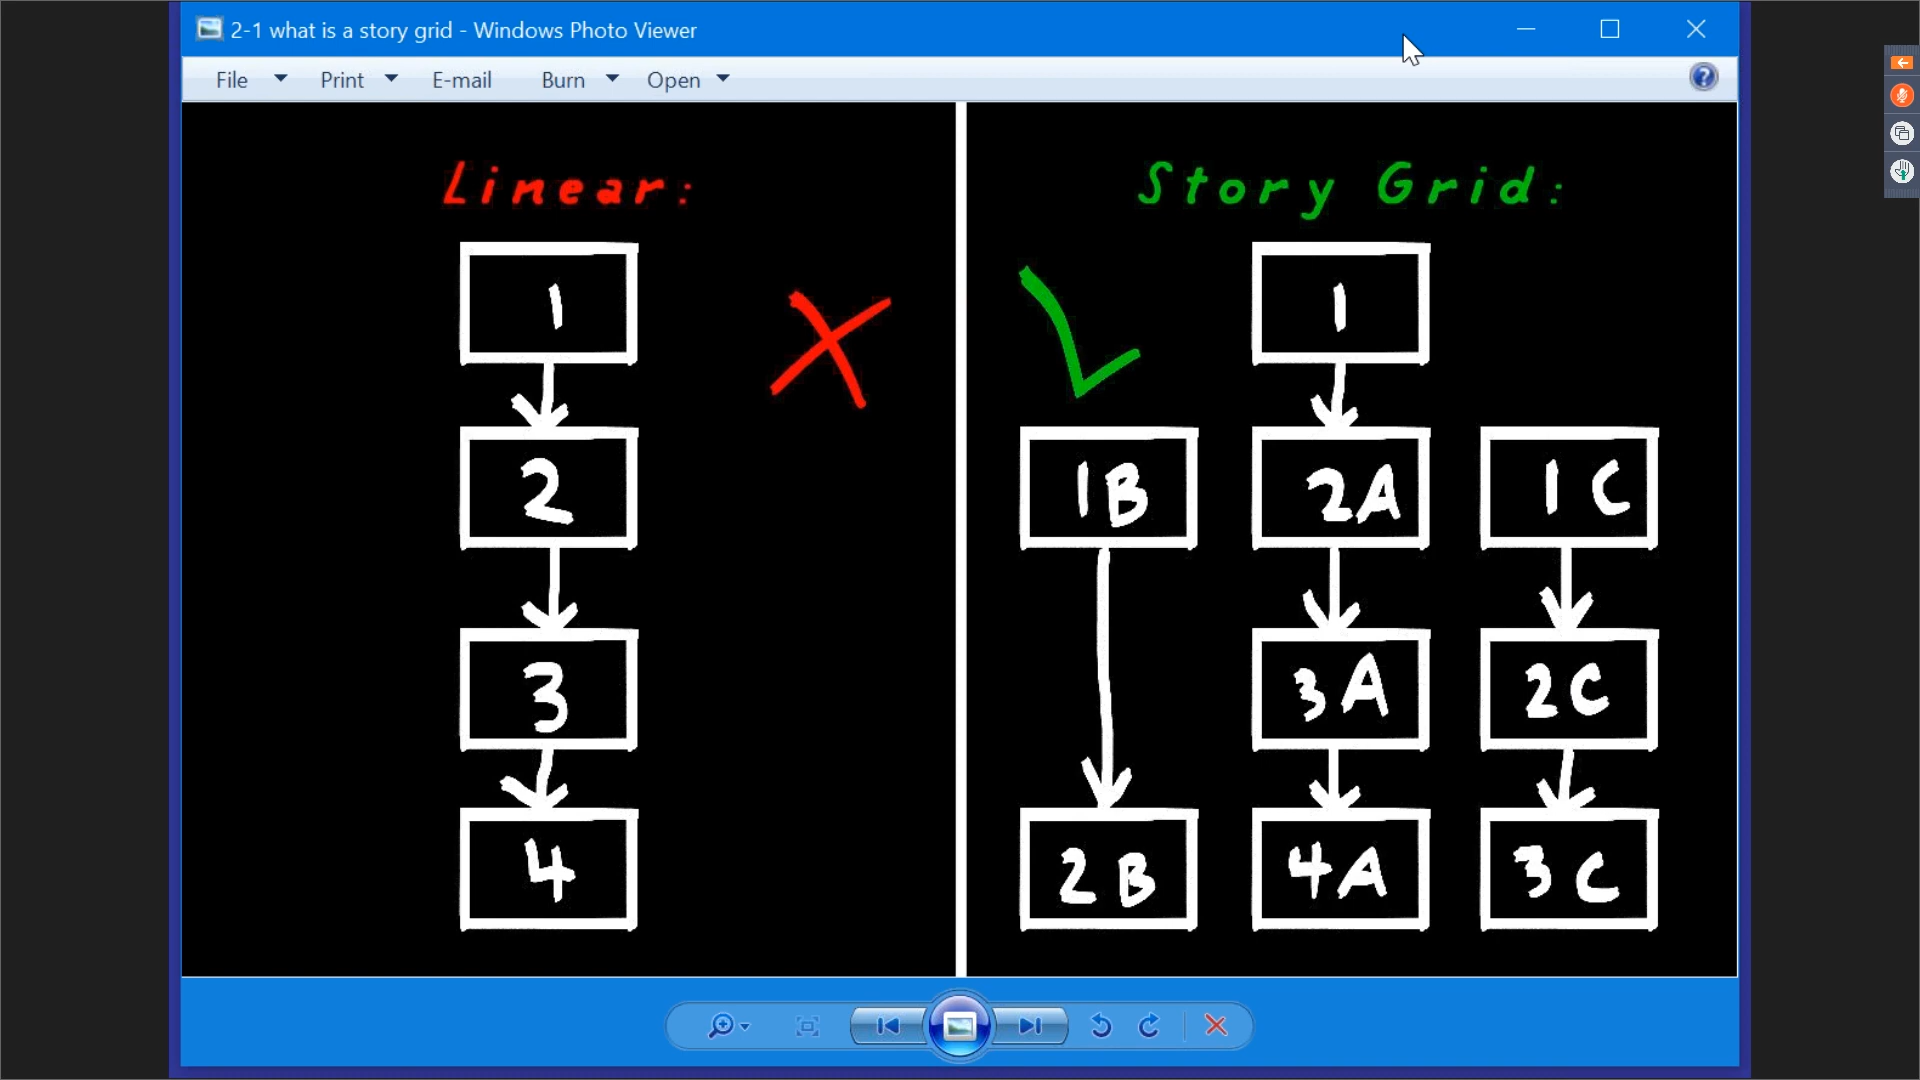 2-1 what is a story grid - Windows Photo Viewer
File Print E-mail Burn Open
Linear:
1
2
3
4
Story Grid:
1
1B 2A 1C
3A 2C
2B 4A 3C